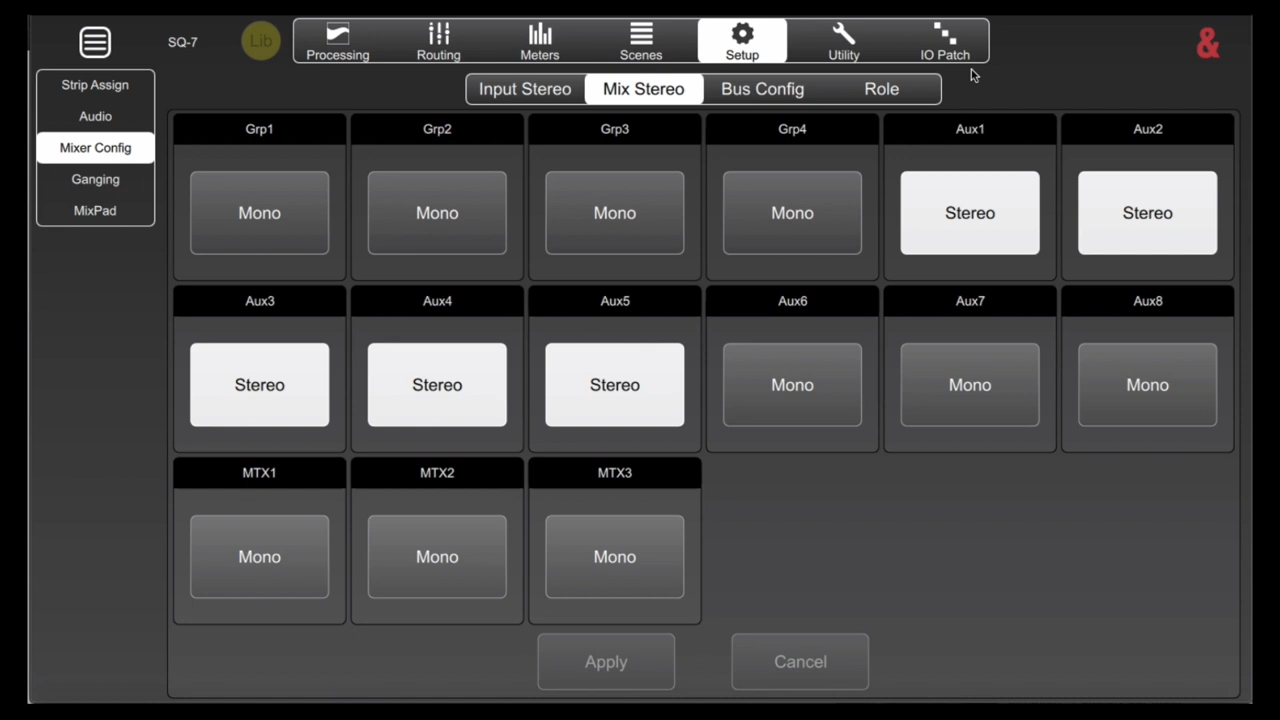 SQ-7
Lib
Processing
Routing
Meters
Scenes
Setup
Utility
IO Patch
&
Strip Assign
Audio
Mixer Config
Ganging
MixPad
Input Stereo
Mix Stereo
Bus Config
Role
Grp1
Grp2
Grp3
Grp4
Aux1
Aux2
Mono
Mono
Mono
Mono
Stereo
Stereo
Aux3
Aux4
Aux5
Aux6
Aux7
Aux8
Stereo
Stereo
Stereo
Mono
Mono
Mono
MTX1
MTX2
MTX3
Mono
Mono
Mono
Apply
Cancel